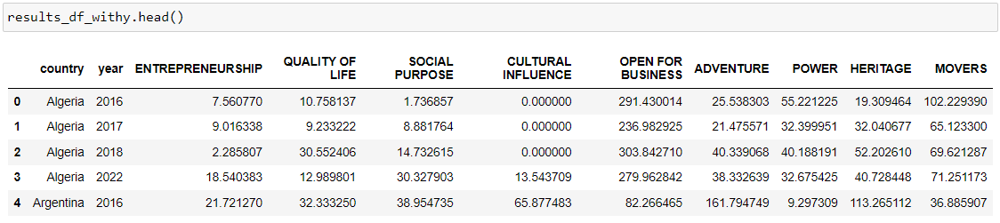 results_df_withy.head()
country year ENTREPRENEURSHIP QUALITY OF LIFE SOCIAL PURPOSE CULTURAL INFLUENCE OPEN FOR BUSINESS ADVENTURE POWER HERITAGE MOVERS
0 Algeria 2016 7.560770 10.758137 1.736857 0.000000 291.430014 25.538303 55.221225 19.309464 102.229390
1 Algeria 2017 9.016338 9.233222 8.881764 0.000000 236.982925 21.475571 32.399951 32.040677 65.123300
2 Algeria 2018 2.285807 30.552406 14.732615 0.000000 303.842710 40.339068 40.188191 52.202610 69.621287
3 Algeria 2022 18.540383 12.989801 30.327903 13.543709 279.962842 38.332639 32.675425 40.728448 71.251173
4 Argentina 2016 21.721270 32.333250 38.954735 65.877483 82.266465 161.794749 9.297309 113.265112 36.885907